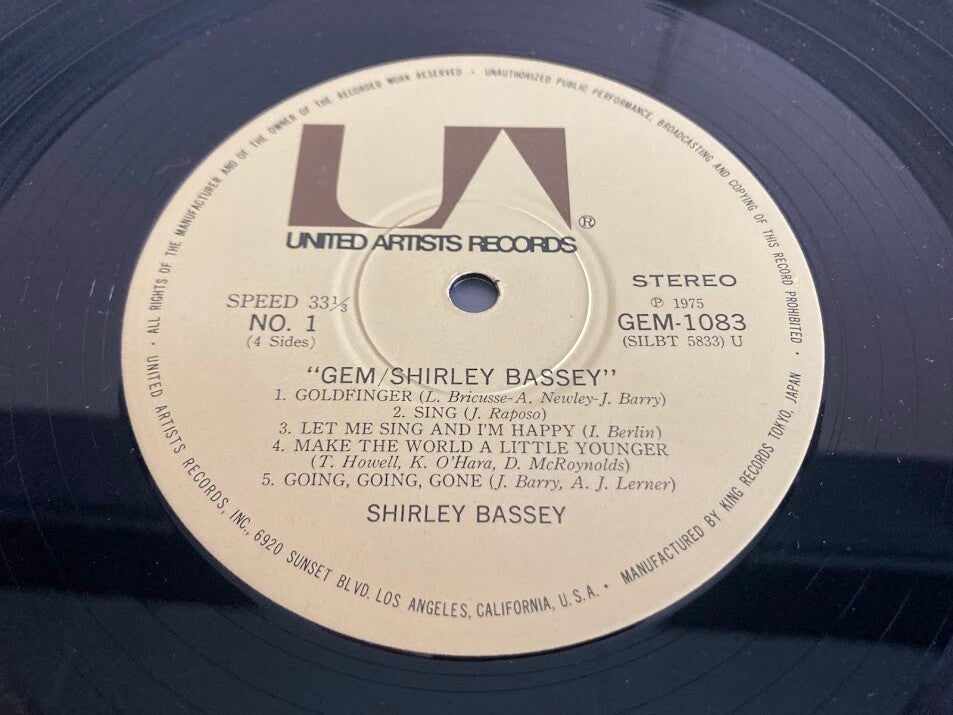 UA
®
UNITED ARTISTS RECORDS
SPEED 33⅓
NO. 1
(4 Sides)
STEREO
Ⓟ 1975
GEM-1083
(SILBT 5833) U
"GEM/SHIRLEY BASSEY"
1. GOLDFINGER (L. Bricusse-A. Newley-J. Barry)
2. SING (J. Raposo)
3. LET ME SING AND I'M HAPPY (I. Berlin)
4. MAKE THE WORLD A LITTLE YOUNGER
(T. Howell, K. O'Hara, D. McRoynolds)
5. GOING, GOING, GONE (J. Barry, A. J. Lerner)
SHIRLEY BASSEY
UNITED ARTISTS RECORDS, INC., 6920 SUNSET BLVD. LOS ANGELES, CALIFORNIA, U.S.A. • MANUFACTURED BY KING RECORDS TOKYO, JAPAN • ALL RIGHTS OF THE MANUFACTURER AND OF THE OWNER OF THE RECORDED WORK RESERVED • UNAUTHORIZED PUBLIC PERFORMANCE, BROADCASTING AND COPYING OF THIS RECORD PROHIBITED •